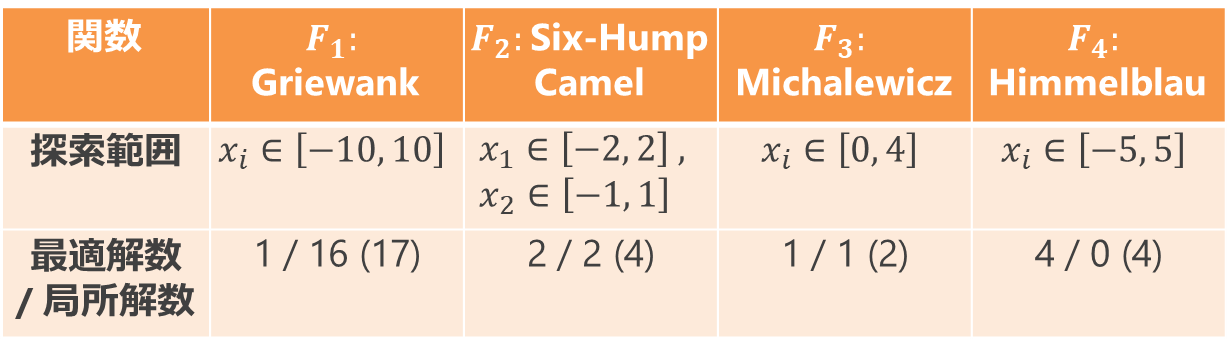 関数
F₁:
Griewank
F₂: Six-Hump
Camel
F₃:
Michalewicz
F₄:
Himmelblau
探索範囲
xᵢ ∈ [−10, 10]
x₁ ∈ [−2, 2] ,
x₂ ∈ [−1, 1]
xᵢ ∈ [0, 4]
xᵢ ∈ [−5, 5]
最適解数
/ 局所解数
1 / 16 (17)
2 / 2 (4)
1 / 1 (2)
4 / 0 (4)